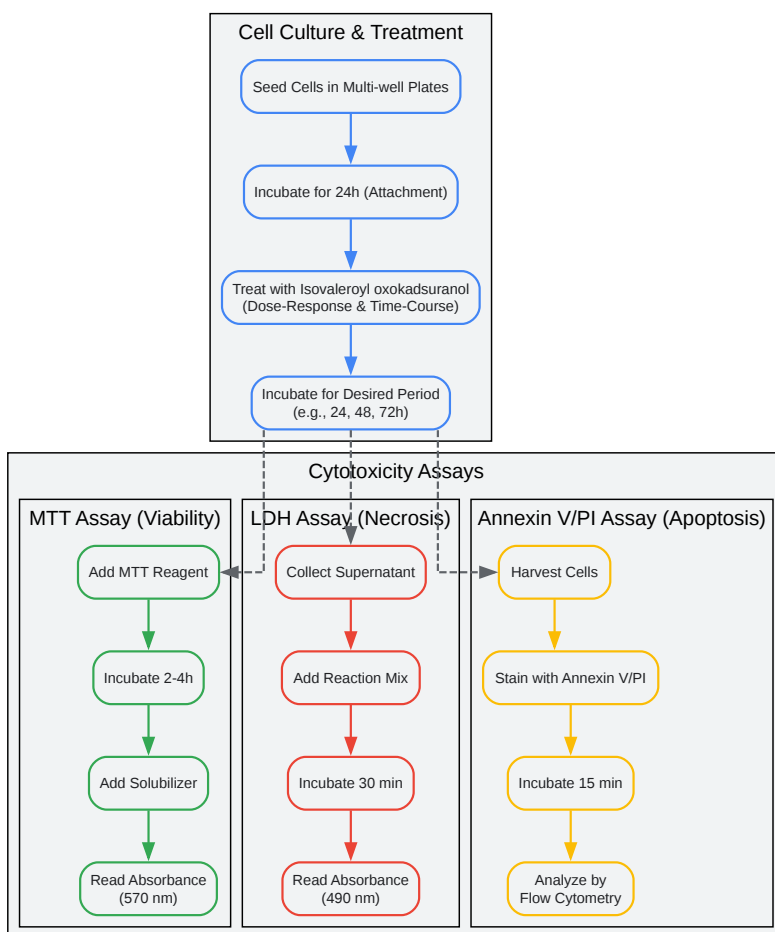 Cell Culture & Treatment
Seed Cells in Multi-well Plates
Incubate for 24h (Attachment)
Treat with Isovaleroyl oxokadsuranol
(Dose-Response & Time-Course)
Incubate for Desired Period
(e.g., 24, 48, 72h)
Cytotoxicity Assays
MTT Assay (Viability)
Add MTT Reagent
Incubate 2-4h
Add Solubilizer
Read Absorbance
(570 nm)
LDH Assay (Necrosis)
Collect Supernatant
Add Reaction Mix
Incubate 30 min
Read Absorbance
(490 nm)
Annexin V/PI Assay (Apoptosis)
Harvest Cells
Stain with Annexin V/PI
Incubate 15 min
Analyze by
Flow Cytometry